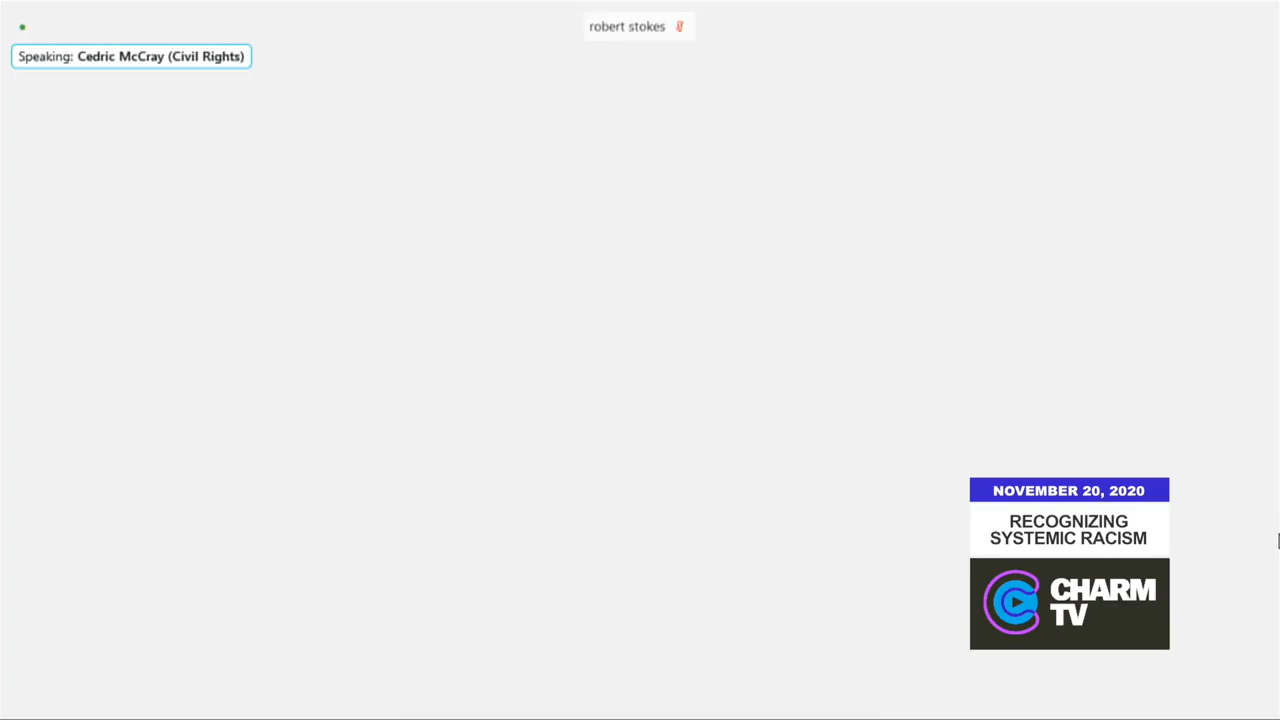 robert stokes
Speaking: Cedric McCray (Civil Rights)
NOVEMBER 20, 2020
RECOGNIZING
SYSTEMIC RACISM
CHARM
TV